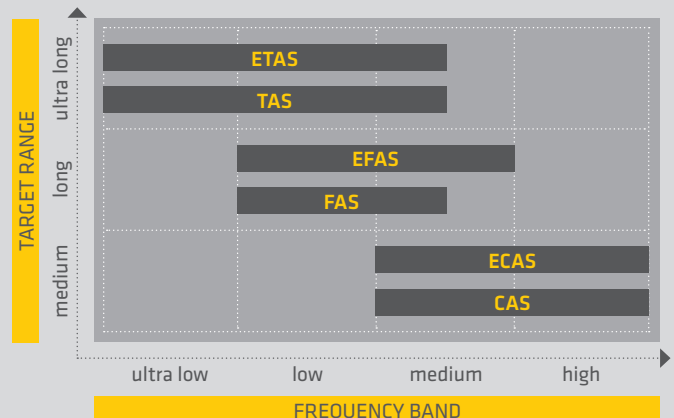 TARGET RANGE
ultra long
long
medium
ETAS
TAS
EFAS
FAS
ECAS
CAS
ultra low low medium high
FREQUENCY BAND